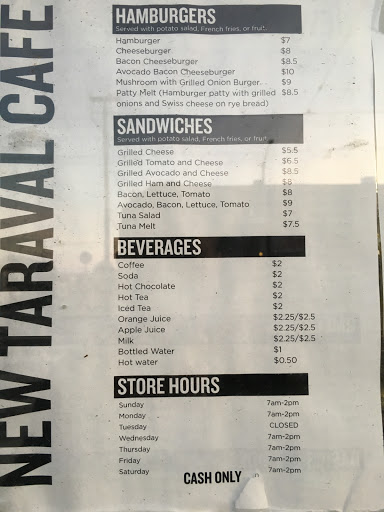 NEW TARAVAL CAFE
HAMBURGERS
Served with potato salad, French fries, or fruit.
Hamburger $7
Cheeseburger $8
Bacon Cheeseburger $8.5
Avocado Bacon Cheeseburger $10
Mushroom with Grilled Onion Burger $9
Patty Melt (Hamburger patty with grilled $8.5
onions and Swiss cheese on rye bread)
SANDWICHES
Served with potato salad, French fries, or fruit.
Grilled Cheese $5.5
Grilled Tomato and Cheese $6.5
Grilled Avocado and Cheese $8.5
Grilled Ham and Cheese $8
Bacon, Lettuce, Tomato $8
Avocado, Bacon, Lettuce, Tomato $9
Tuna Salad $7
Tuna Melt $7.5
BEVERAGES
Coffee $2
Soda $2
Hot Chocolate $2
Hot Tea $2
Iced Tea $2
Orange Juice $2.25/$2.5
Apple Juice $2.25/$2.5
Milk $2.25/$2.5
Bottled Water $1
Hot water $0.50
STORE HOURS
Sunday 7am-2pm
Monday 7am-2pm
Tuesday CLOSED
Wednesday 7am-2pm
Thursday 7am-2pm
Friday 7am-2pm
Saturday 7am-2pm
CASH ONLY